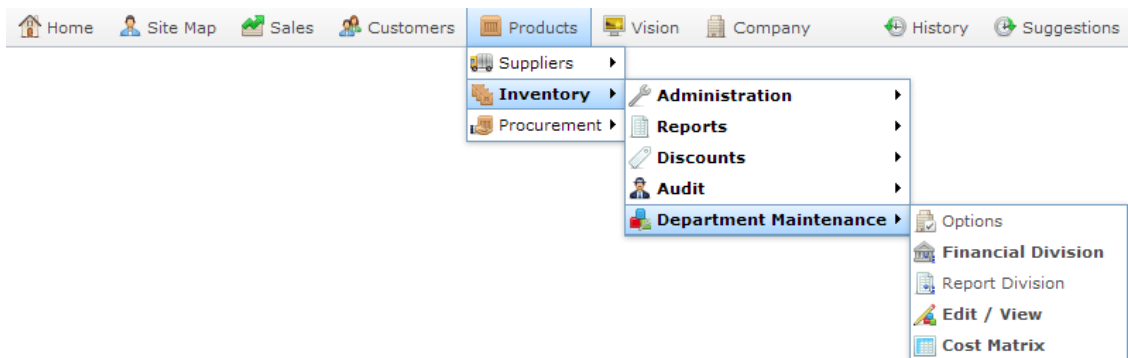 Home Site Map Sales Customers Products Vision Company History Suggestions
Suppliers
Inventory Administration
Procurement Reports
Discounts
Audit
Department Maintenance Options
Financial Division
Report Division
Edit / View
Cost Matrix